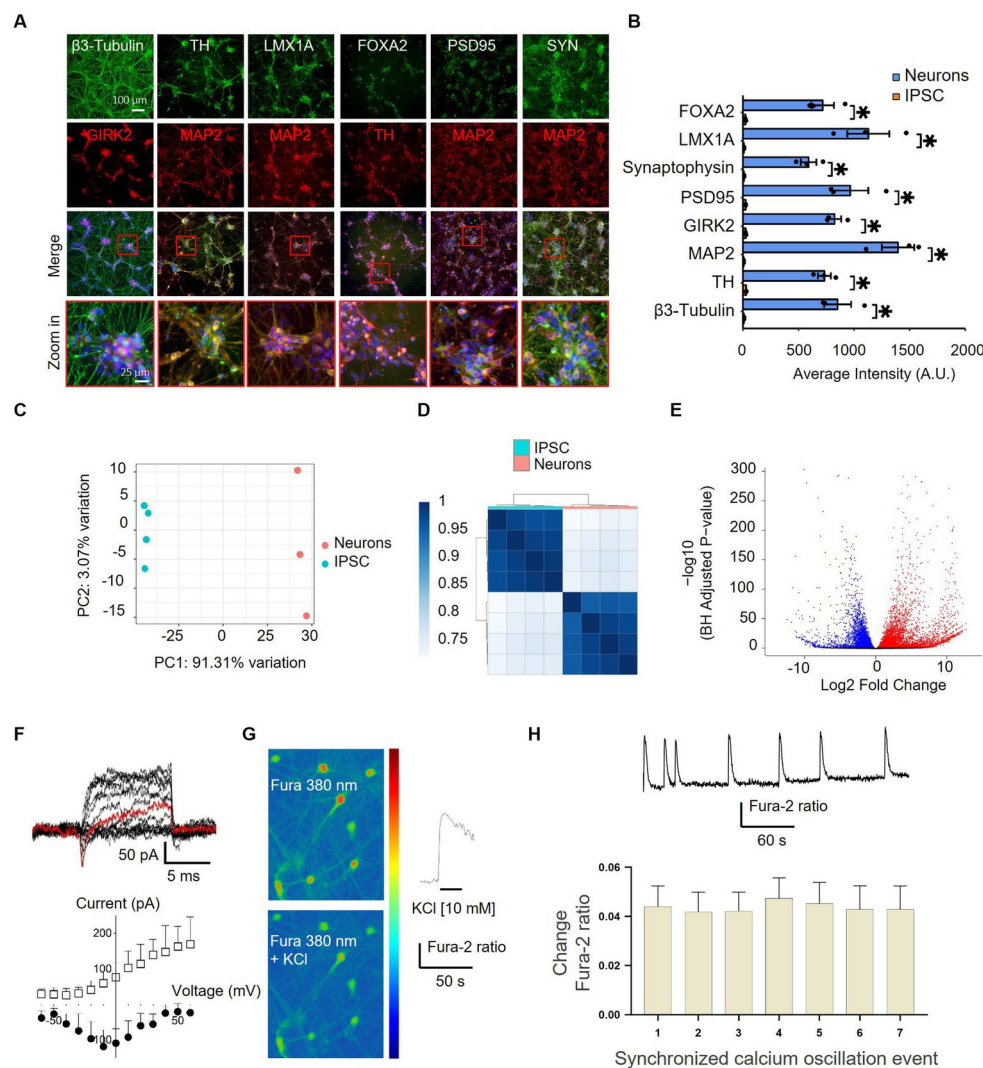 A
β3-Tubulin TH LMX1A FOXA2 PSD95 SYN
100 µm
GIRK2 MAP2 MAP2 TH MAP2 MAP2
Merge
Zoom in
25 µm
B
Neurons
IPSC
FOXA2
LMX1A
Synaptophysin
PSD95
GIRK2
MAP2
TH
β3-Tubulin
* * * * * * * *
0 500 1000 1500 2000
Average Intensity (A.U.)
C
10
5
0
-5
-10
-15
PC2: 3.07% variation
-25 0 25 30
PC1: 91.31% variation
Neurons
IPSC
D
IPSC
Neurons
1
0.95
0.9
0.85
0.8
0.75
E
300
250
200
150
100
50
0
−log10
(BH Adjusted P-value)
-10 0 10
Log2 Fold Change
F
50 pA
5 ms
Current (pA)
200
100
Voltage (mV)
-50 50
100
G
Fura 380 nm
Fura 380 nm
+ KCl
KCl [10 mM]
Fura-2 ratio
50 s
H
Fura-2 ratio
60 s
Change
Fura-2 ratio
0.06
0.04
0.02
0.00
1 2 3 4 5 6 7
Synchronized calcium oscillation event